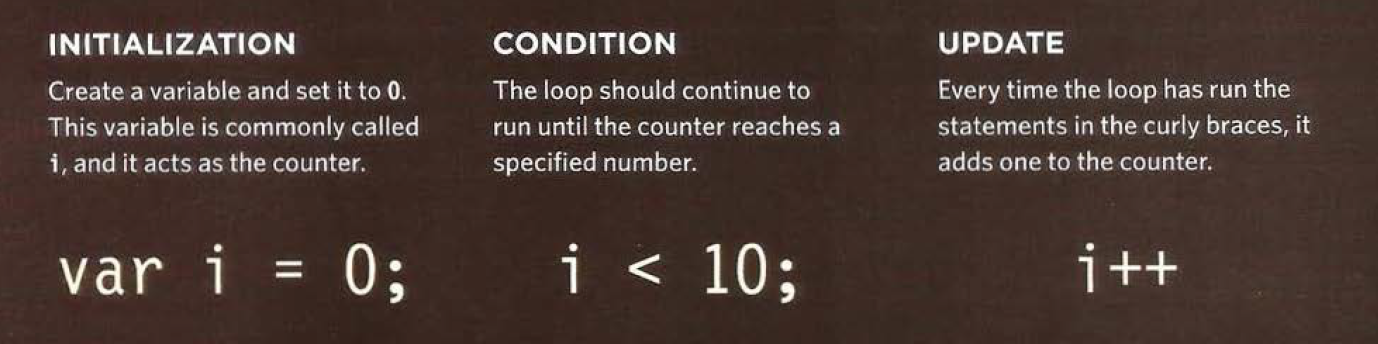 INITIALIZATION
Create a variable and set it to 0.
This variable is commonly called
i, and it acts as the counter.
var i = 0;
CONDITION
The loop should continue to
run until the counter reaches a
specified number.
i < 10;
UPDATE
Every time the loop has run the
statements in the curly braces, it
adds one to the counter.
i++